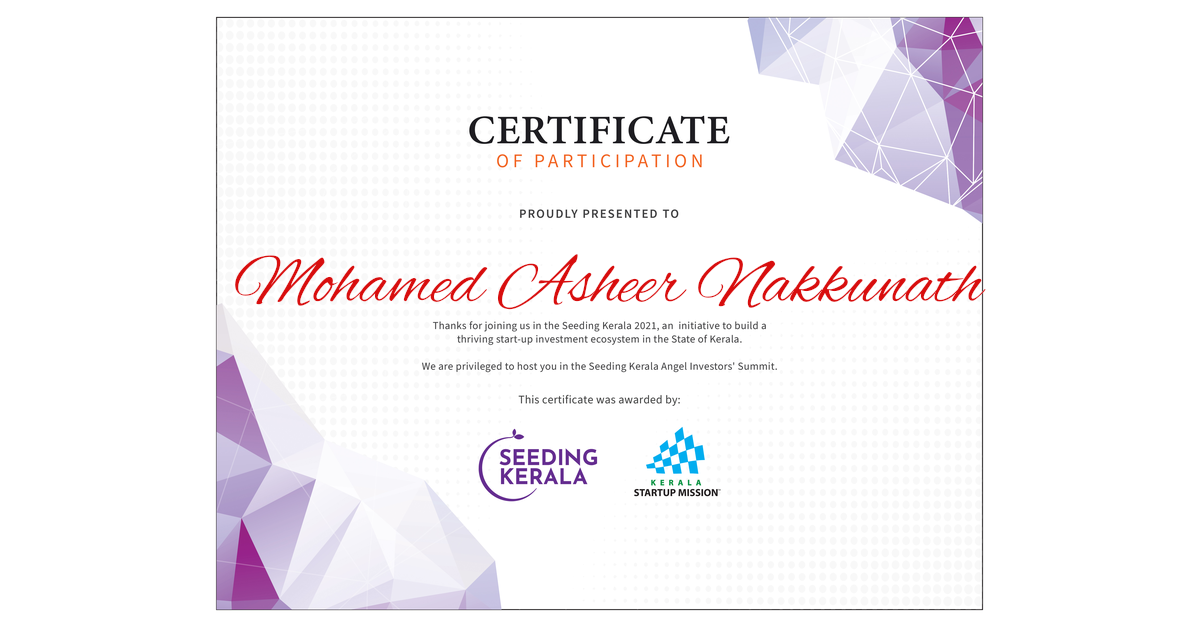 CERTIFICATE
OF PARTICIPATION
PROUDLY PRESENTED TO
Mohamed Asheer Nakkunath
Thanks for joining us in the Seeding Kerala 2021, an initiative to build a
thriving start-up investment ecosystem in the State of Kerala.
We are privileged to host you in the Seeding Kerala Angel Investors' Summit.
This certificate was awarded by:
SEEDING
KERALA
KERALA
STARTUP MISSION